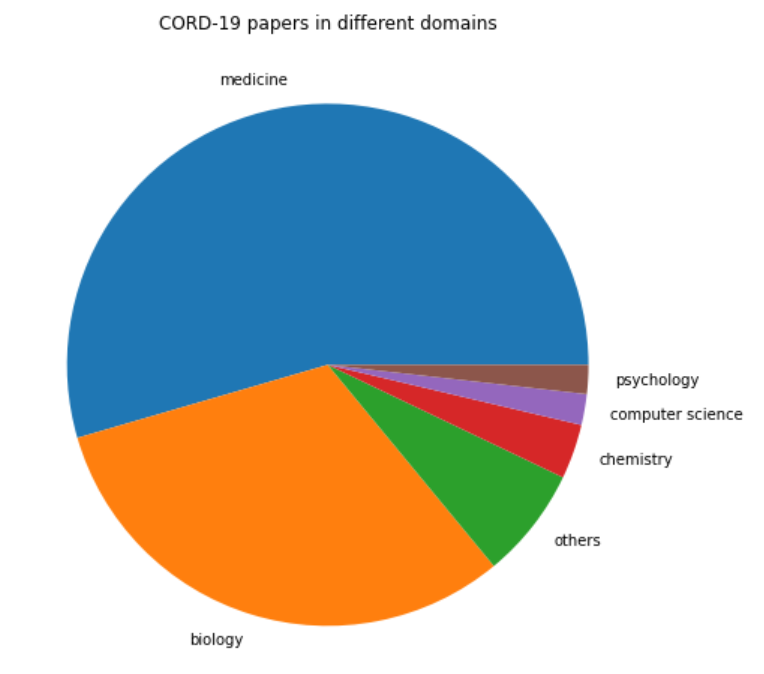 CORD-19 papers in different domains
medicine
psychology
computer science
chemistry
others
biology